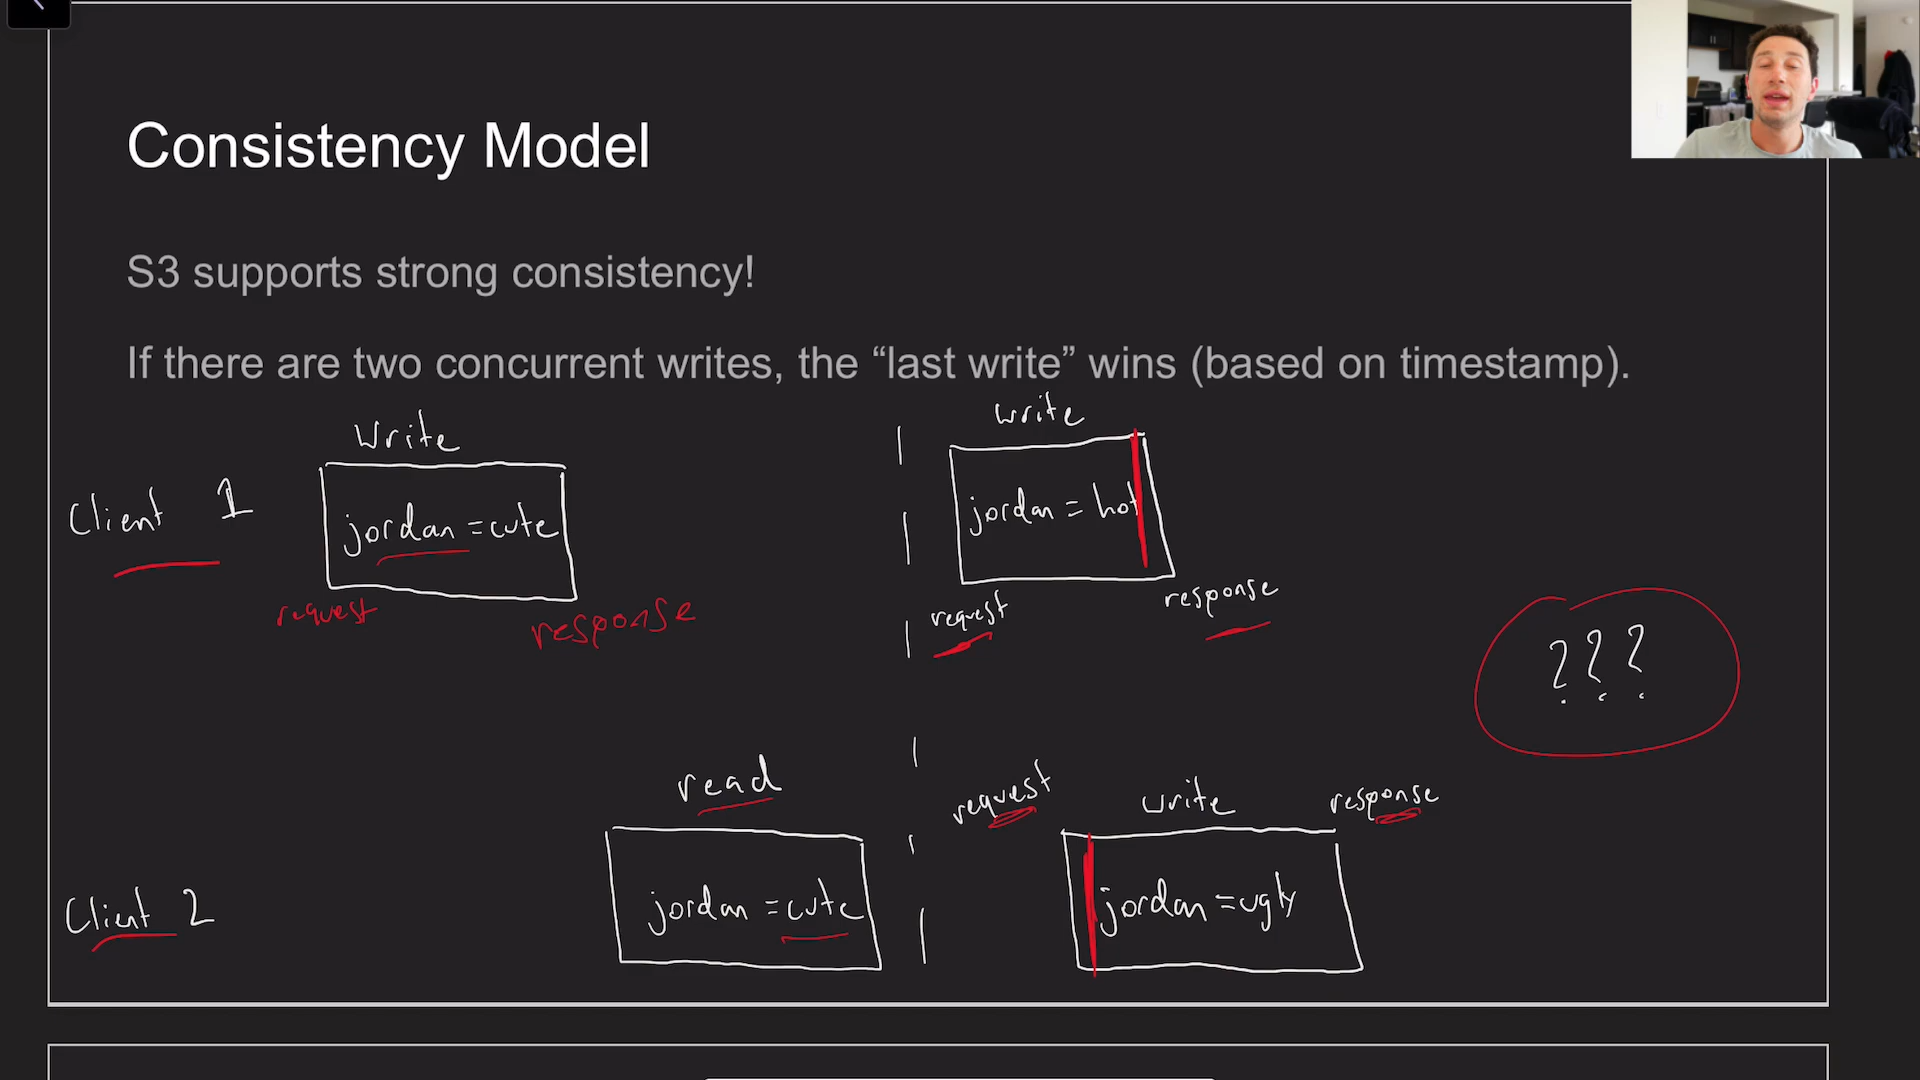 Consistency Model
S3 supports strong consistency!
If there are two concurrent writes, the “last write” wins (based on timestamp).
Write
write
Client 1
jordan = cute
jordan = hot
request
response
request
response
? ? ?
read
request
write
response
Client 2
jordan = cute
jordan = ugly